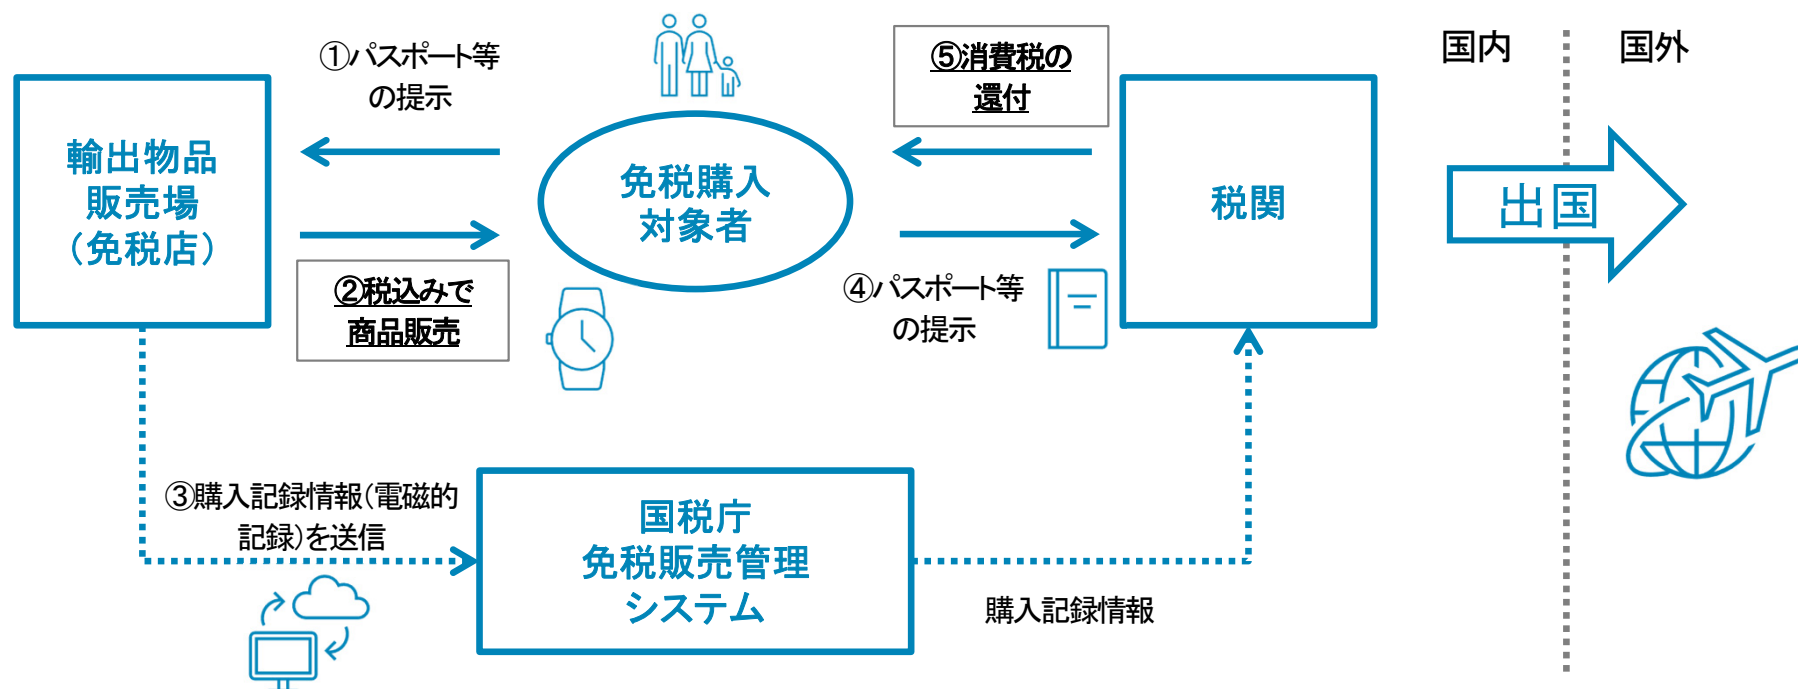 ①パスポート等
の提示
⑤消費税の
還付
国内
国外
輸出物品
販売場
（免税店）
免税購入
対象者
税関
出国
②税込みで
商品販売
④パスポート等
の提示
③購入記録情報（電磁的
記録）を送信
国税庁
免税販売管理
システム
購入記録情報